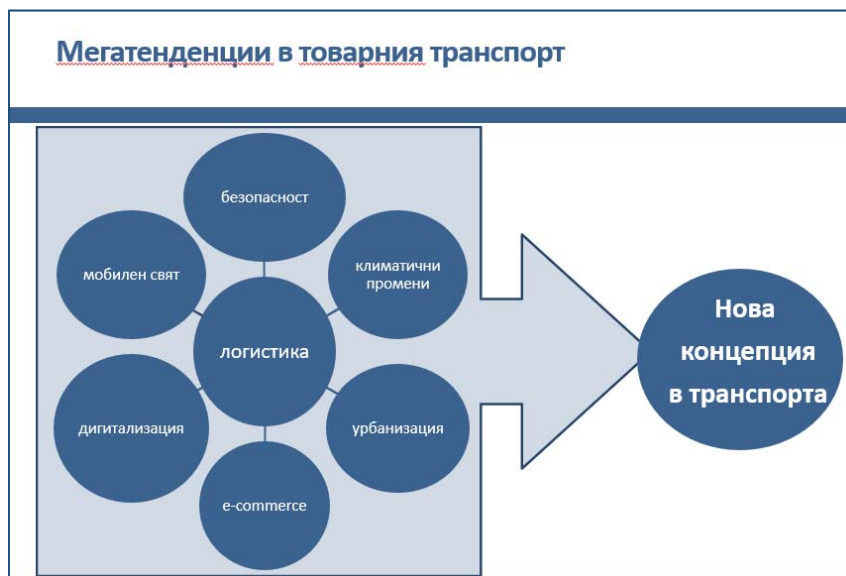 Мегатенденции в товарния транспорт
безопасност
мобилен свят
климатични
промени
логистика
дигитализация
урбанизация
e-commerce
Нова
концепция
в транспорта